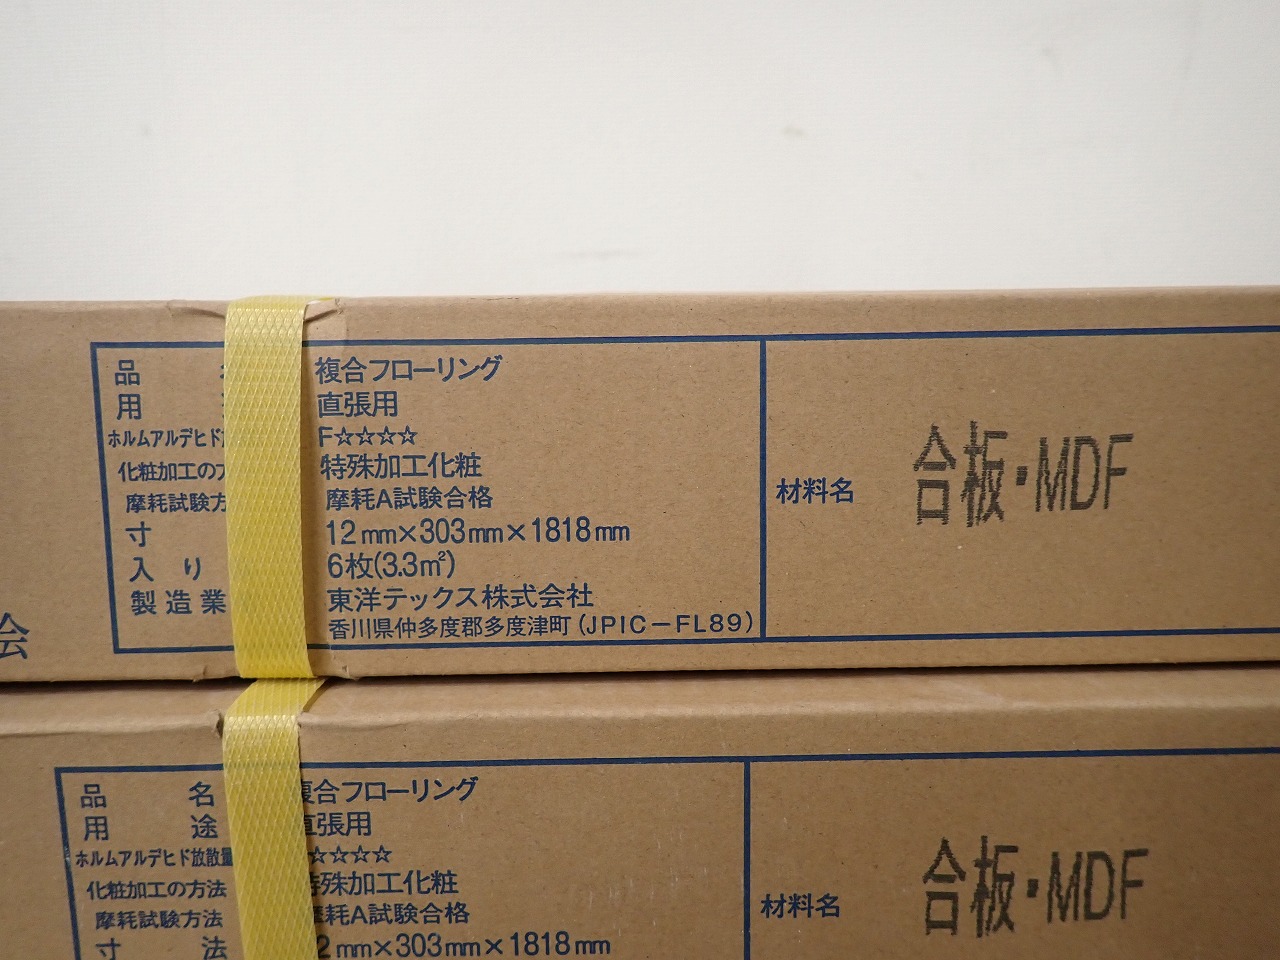 品 複合フローリング
用 直張用
ホルムアルデヒド F☆☆☆☆
化粧加工の方 特殊加工化粧
摩耗試験方 摩耗A試験合格
寸 12mm×303mm×1818mm
入り 6枚(3.3㎡)
製造業 東洋テックス株式会社
香川県仲多度郡多度津町(JPIC-FL89)
材料名 合板・MDF
会
品名 複合フローリング
用途 直張用
ホルムアルデヒド放散量 ☆☆☆☆
化粧加工の方法 特殊加工化粧
摩耗試験方法 摩耗A試験合格
寸法 2mm×303mm×1818mm
材料名 合板・MDF